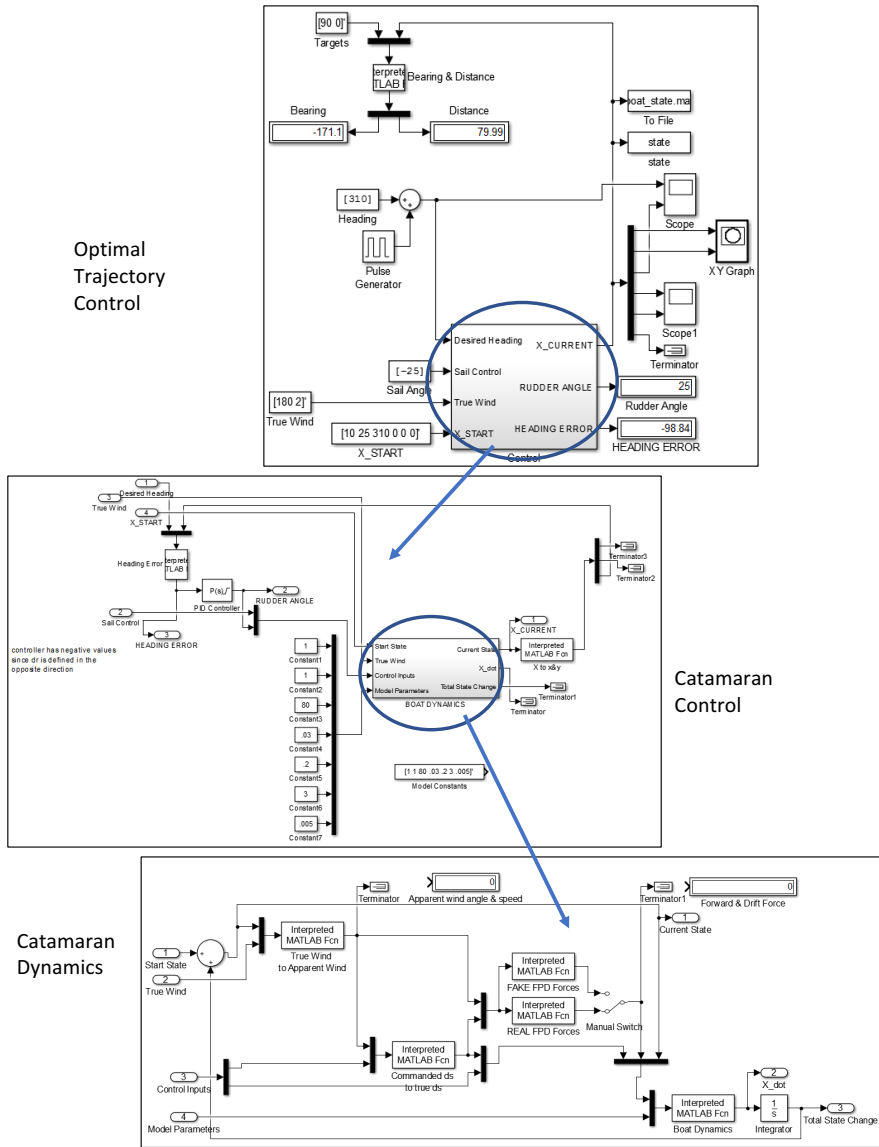 [90 0]'
Targets
terprete
TLAB I
Bearing & Distance
Bearing
Distance
-171.1
79.99
boat_state.ma
To File
state
state
[310]
Heading
Pulse
Generator
Scope
XY Graph
Scope1
Terminator
Optimal
Trajectory
Control
Desired Heading
X_CURRENT
[-25]
Sail Control
Sail Angle
RUDDER ANGLE
25
Rudder Angle
[180 2]'
True Wind
True Wind
[10 25 310 0 0 0]'
X_START
X_START
HEADING ERROR
-98.84
HEADING ERROR
Control
1
Desired Heading
3
True Wind
4
X_START
Heading Error
terprete
TLAB I
P(s)
PID Controller
2
RUDDER ANGLE
2
Sail Control
3
HEADING ERROR
controller has negative values
since dr is defined in the
opposite direction
Terminator3
Terminator2
1
X_CURRENT
Start State
Current State
Interpreted
MATLAB Fcn
X to x&y
True Wind
X_dot
Control Inputs
Model Parameters
Total State Change
Terminator1
BOAT DYNAMICS
Terminator
1
Constant1
1
Constant2
80
Constant3
.03
Constant4
.2
Constant5
3
Constant6
.005
Constant7
[1 1 80 .03 .2 3 .005]'
Model Constants
Catamaran
Control
Catamaran
Dynamics
Terminator
0
Apparent wind angle & speed
Terminator1
0
Forward & Drift Force
1
Current State
1
Start State
2
True Wind
Interpreted
MATLAB Fcn
True Wind
to Apparent Wind
Interpreted
MATLAB Fcn
FAKE FPD Forces
Interpreted
MATLAB Fcn
REAL FPD Forces
Manual Switch
Interpreted
MATLAB Fcn
Commanded ds
to true ds
3
Control Inputs
4
Model Parameters
Interpreted
MATLAB Fcn
Boat Dynamics
1
s
Integrator
2
X_dot
3
Total State Change